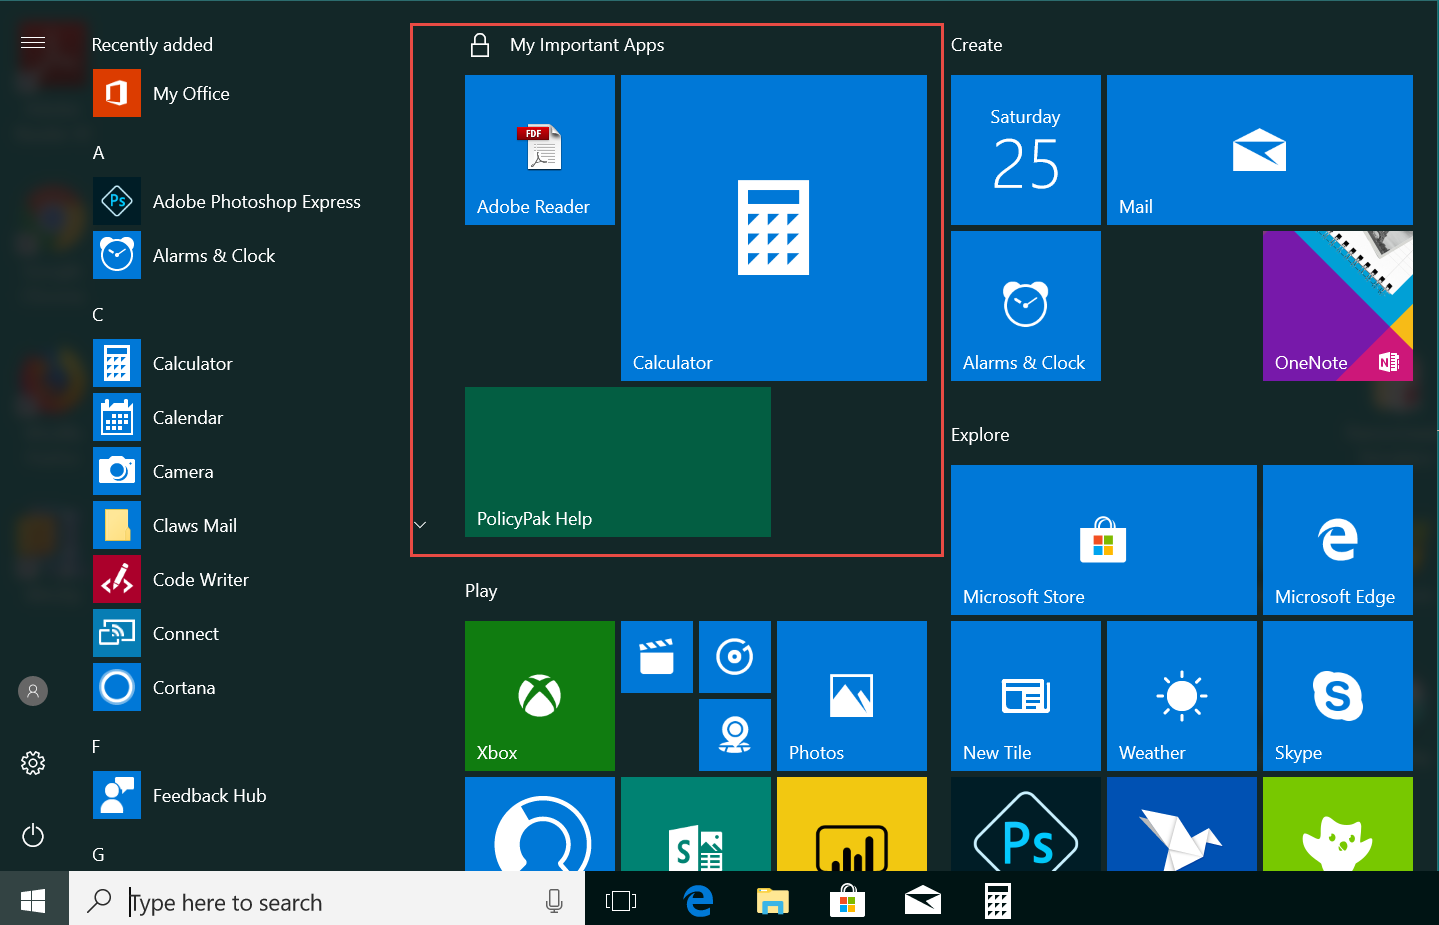 Recently added
My Office
A
Ps
Adobe Photoshop Express
Alarms & Clock
C
Calculator
Calendar
Camera
Claws Mail
Code Writer
Connect
Cortana
F
Feedback Hub
G
My Important Apps
PDF
Adobe Reader
Calculator
PolicyPak Help
Play
Xbox
Photos
S
Create
Saturday
25
Mail
Alarms & Clock
OneNote
N
Explore
Microsoft Store
Microsoft Edge
New Tile
Weather
S
Skype
Ps
Type here to search